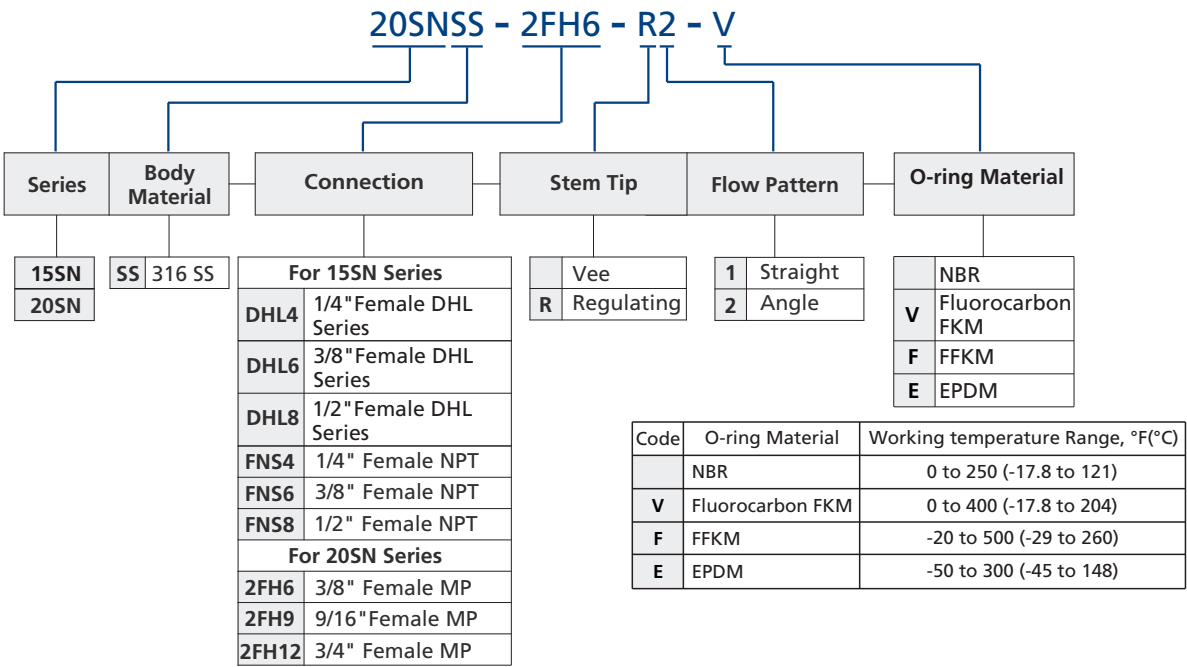 20SNSS - 2FH6 - R2 - V
Series
Body
Material
Connection
Stem Tip
Flow Pattern
O-ring Material
15SN
20SN
SS 316 SS
For 15SN Series
DHL4 1/4"Female DHL
Series
DHL6 3/8"Female DHL
Series
DHL8 1/2"Female DHL
Series
FNS4 1/4" Female NPT
FNS6 3/8" Female NPT
FNS8 1/2" Female NPT
For 20SN Series
2FH6 3/8" Female MP
2FH9 9/16"Female MP
2FH12 3/4" Female MP
Vee
R Regulating
1 Straight
2 Angle
NBR
V Fluorocarbon
FKM
F FFKM
E EPDM
Code O-ring Material Working temperature Range, °F(°C)
NBR 0 to 250 (-17.8 to 121)
V Fluorocarbon FKM 0 to 400 (-17.8 to 204)
F FFKM -20 to 500 (-29 to 260)
E EPDM -50 to 300 (-45 to 148)